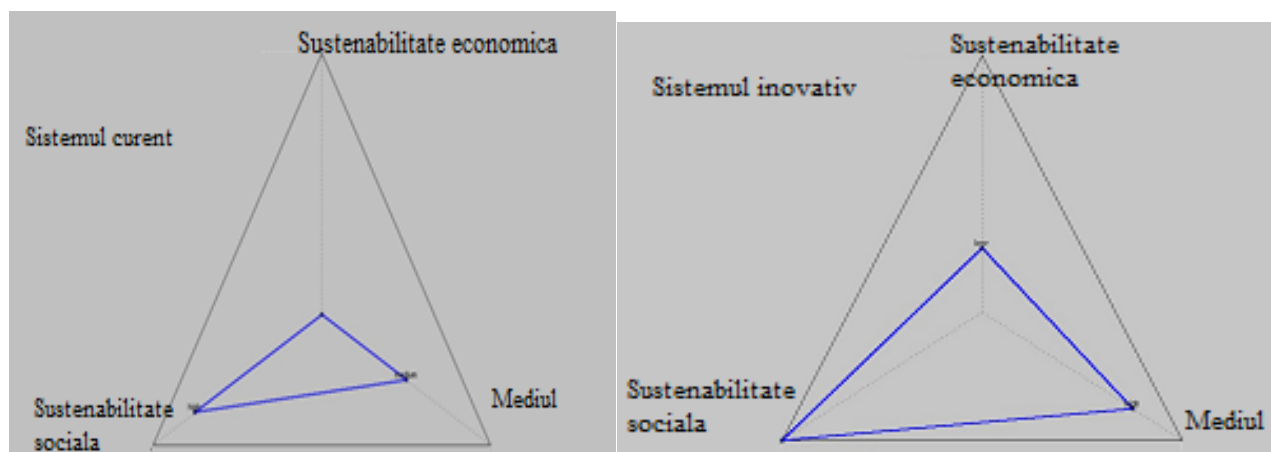 Sustenabilitate economica
Sistemul curent
Sustenabilitate
sociala
Mediul
Sustenabilitate
economica
Sistemul inovativ
Sustenabilitate
sociala
Mediul